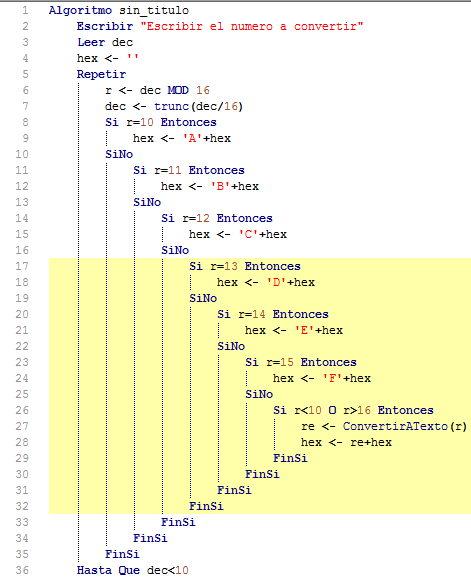 1 Algoritmo sin_titulo
2 Escribir "Escribir el numero a convertir"
3 Leer dec
4 hex <- ''
5 Repetir
6 r <- dec MOD 16
7 dec <- trunc(dec/16)
8 Si r=10 Entonces
9 hex <- 'A'+hex
10 SiNo
11 Si r=11 Entonces
12 hex <- 'B'+hex
13 SiNo
14 Si r=12 Entonces
15 hex <- 'C'+hex
16 SiNo
17 Si r=13 Entonces
18 hex <- 'D'+hex
19 SiNo
20 Si r=14 Entonces
21 hex <- 'E'+hex
22 SiNo
23 Si r=15 Entonces
24 hex <- 'F'+hex
25 SiNo
26 Si r<10 O r>16 Entonces
27 re <- ConvertirATexto(r)
28 hex <- re+hex
29 FinSi
30 FinSi
31 FinSi
32 FinSi
33 FinSi
34 FinSi
35 FinSi
36 Hasta Que dec<10